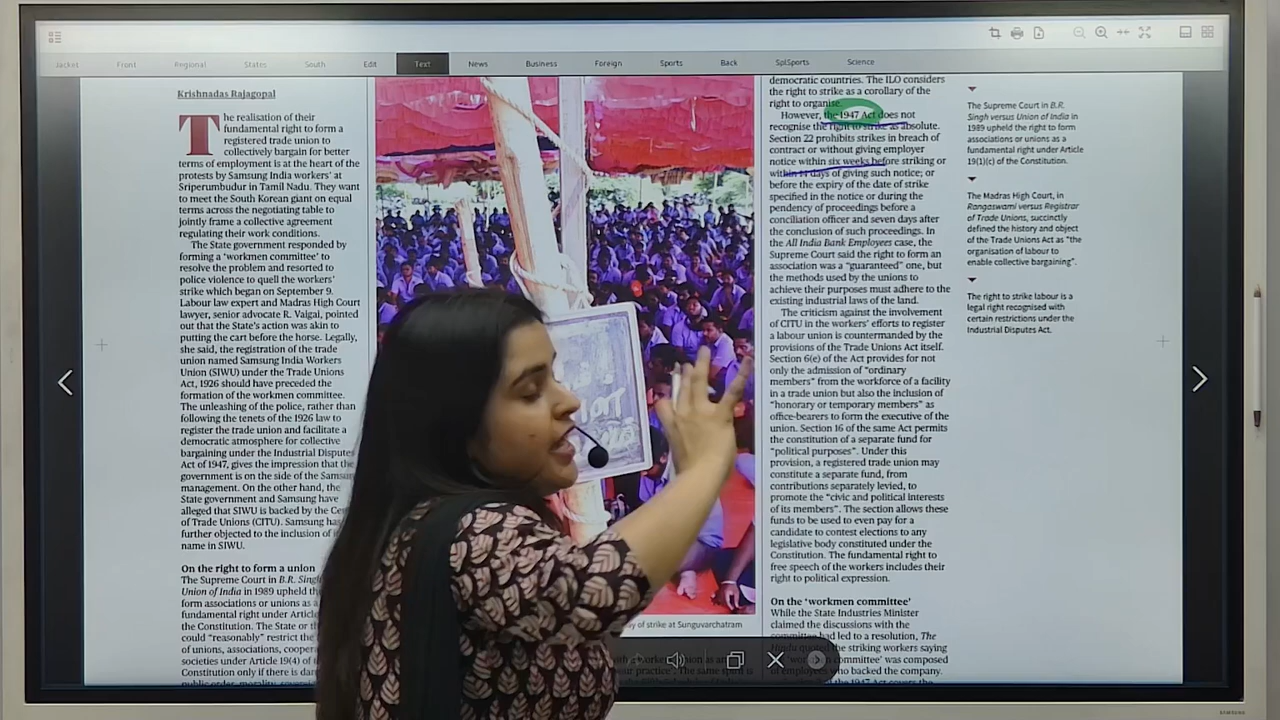 Jacket Front Regional States South Edit Text News Business Foreign Sports Back SplSports Science
Krishnadas Rajagopal
The realisation of their
fundamental right to form a
registered trade union to
collectively bargain for better
terms of employment is at the heart of the
protests by Samsung India workers' at
Sriperumbudur in Tamil Nadu. They want
to meet the South Korean giant on equal
terms across the negotiating table to
jointly frame a collective agreement
regulating their work conditions.
The State government responded by
forming a 'workmen committee' to
resolve the problem and resorted to
police violence to quell the workers'
strike which began on September 9.
Labour law expert and Madras High Court
lawyer, senior advocate R. Vaigai, pointed
out that the State's action was akin to
putting the cart before the horse. Legally,
she said, the registration of the trade
union named Samsung India Workers
Union (SIWU) under the Trade Unions
Act, 1926 should have preceded the
formation of the workmen committee.
The unleashing of the police, rather than
following the tenets of the 1926 law to
register the trade union and facilitate a
democratic atmosphere for collective
bargaining under the Industrial Disputes
Act of 1947, gives the impression that the
government is on the side of the Samsu
management. On the other hand, the
State government and Samsung have
alleged that SIWU is backed by the Cen
of Trade Unions (CITU). Samsung has
further objected to the inclusion of i
name in SIWU.
On the right to form a union
The Supreme Court in B.R. Singh
Union of India in 1989 upheld th
form associations or unions as a
fundamental right under Article
the Constitution. The State or th
could "reasonably" restrict the
of unions, associations, coopera
societies under Article 19(4) of
Constitution only if there is dan
public order, morality, sovereig
y of strike at Sunguvarchatram
democratic countries. The ILO considers
the right to strike as a corollary of the
right to organise.
However, the 1947 Act does not
recognise the right to strike as absolute.
Section 22 prohibits strikes in breach of
contract or without giving employer
notice within six weeks before striking or
within 14 days of giving such notice; or
before the expiry of the date of strike
specified in the notice or during the
pendency of proceedings before a
conciliation officer and seven days after
the conclusion of such proceedings. In
the All India Bank Employees case, the
Supreme Court said the right to form an
association was a "guaranteed" one, but
the methods used by the unions to
achieve their purposes must adhere to the
existing industrial laws of the land.
The criticism against the involvement
of CITU in the workers' efforts to register
a labour union is countermanded by the
provisions of the Trade Unions Act itself.
Section 6(e) of the Act provides for not
only the admission of "ordinary
members" from the workforce of a facility
in a trade union but also the inclusion of
"honorary or temporary members" as
office-bearers to form the executive of the
union. Section 16 of the same Act permits
the constitution of a separate fund for
"political purposes". Under this
provision, a registered trade union may
constitute a separate fund, from
contributions separately levied, to
promote the "civic and political interests
of its members". The section allows these
funds to be used to even pay for a
candidate to contest elections to any
legislative body constituted under the
Constitution. The fundamental right to
free speech of the workers includes their
right to political expression.
On the 'workmen committee'
While the State Industries Minister
claimed the discussions with the
committee had led to a resolution, The
Hindu quoted the striking workers saying
committee' was composed
who backed the company.
the 1947 Act covers the
The Supreme Court in B.R.
Singh versus Union of India in
1989 upheld the right to form
associations or unions as a
fundamental right under Article
19(1)(c) of the Constitution.
The Madras High Court, in
Rangaswami versus Registrar
of Trade Unions, succinctly
defined the history and object
of the Trade Unions Act as "the
organisation of labour to
enable collective bargaining".
The right to strike labour is a
legal right recognised with
certain restrictions under the
Industrial Disputes Act.
SAMSUNG